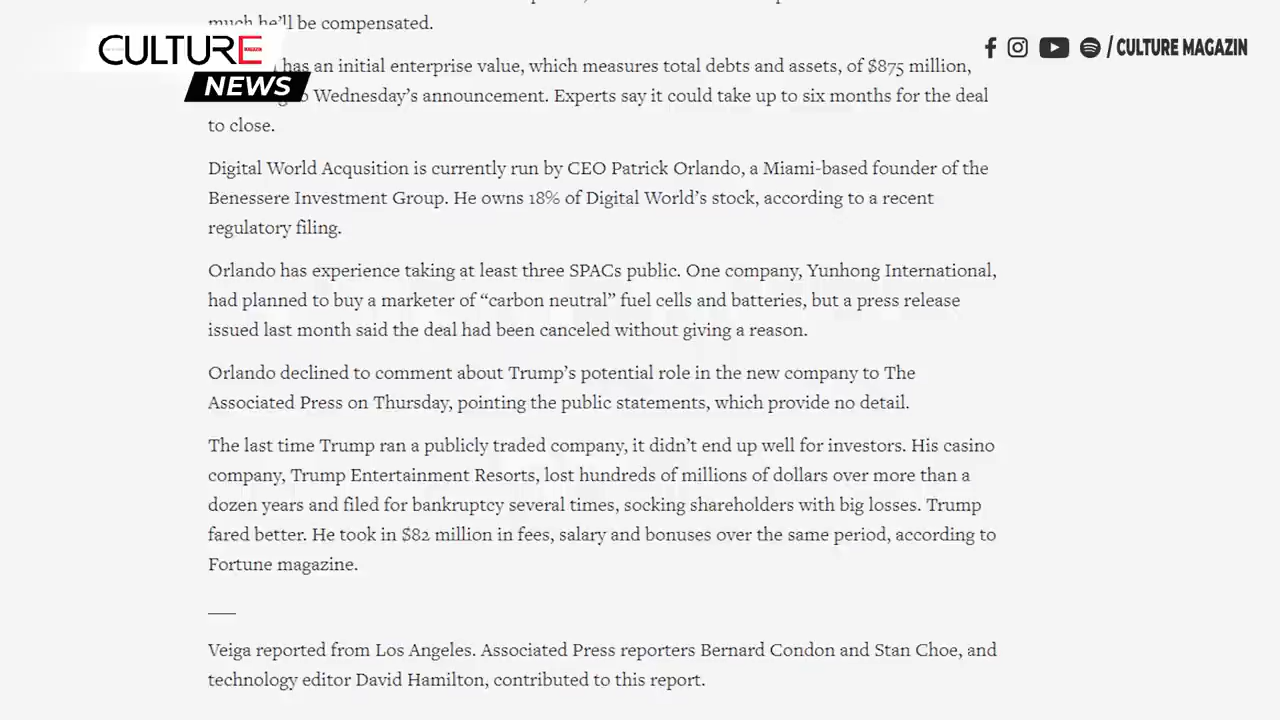 much he'll be compensated.
CULTURE
NEWS
/ CULTURE MAGAZIN
has an initial enterprise value, which measures total debts and assets, of $875 million,
Wednesday's announcement. Experts say it could take up to six months for the deal
to close.
Digital World Acqusition is currently run by CEO Patrick Orlando, a Miami-based founder of the
Benessere Investment Group. He owns 18% of Digital World's stock, according to a recent
regulatory filing.
Orlando has experience taking at least three SPACs public. One company, Yunhong International,
had planned to buy a marketer of “carbon neutral” fuel cells and batteries, but a press release
issued last month said the deal had been canceled without giving a reason.
Orlando declined to comment about Trump's potential role in the new company to The
Associated Press on Thursday, pointing the public statements, which provide no detail.
The last time Trump ran a publicly traded company, it didn't end up well for investors. His casino
company, Trump Entertainment Resorts, lost hundreds of millions of dollars over more than a
dozen years and filed for bankruptcy several times, socking shareholders with big losses. Trump
fared better. He took in $82 million in fees, salary and bonuses over the same period, according to
Fortune magazine.
Veiga reported from Los Angeles. Associated Press reporters Bernard Condon and Stan Choe, and
technology editor David Hamilton, contributed to this report.